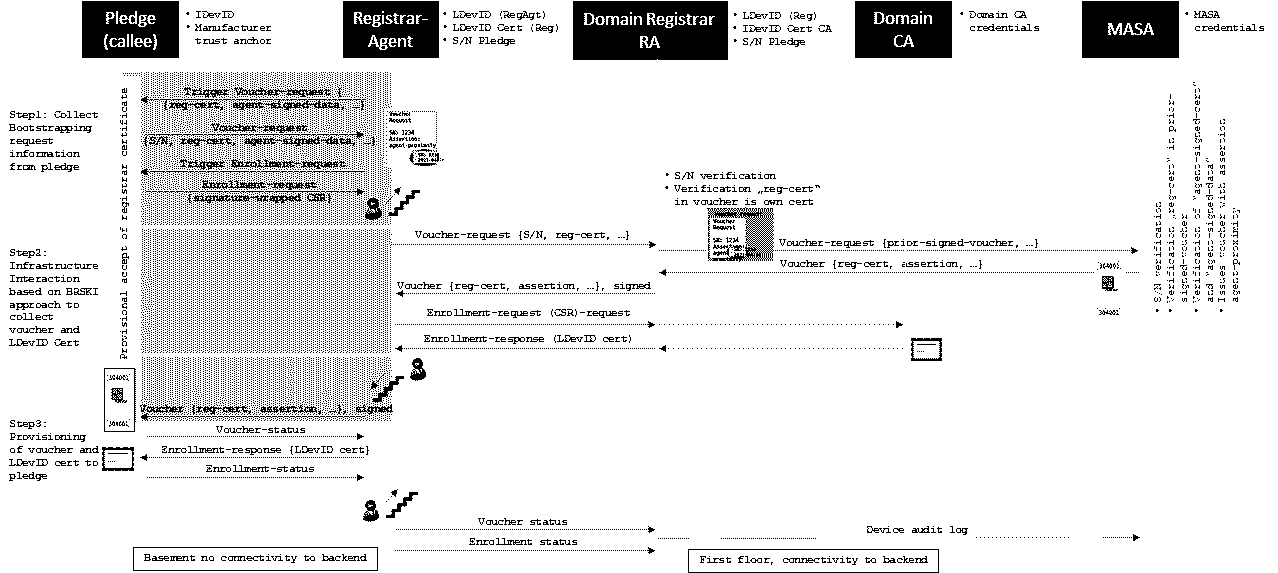 Pledge
(callee)
• IDevID
• Manufacturer
trust anchor
Registrar-
Agent
• LDevID (RegAgt)
• LDevID Cert (Reg)
• S/N Pledge
Domain Registrar
RA
• LDevID (Reg)
• IDevID Cert CA
• S/N Pledge
Domain
CA
• Domain CA
credentials
MASA
• MASA
credentials
Step1: Collect
Bootstrapping
request
information
from pledge
Provisional accept of registrar certificate
Trigger Voucher-request {
{reg-cert, agent-signed-data, …}
Voucher-request
{S/N, reg-cert, agent-signed-data, …}
Trigger Enrollment-request
Enrollment-request
{signature-wrapped CSR}
Voucher
Request
SN: 1234
Assertion:
agent-proximity
• S/N verification
• Verification „reg-cert“
in voucher is own cert
Voucher
Request
SN: 1234
Step2:
Infrastructure
Interaction
based on BRSKI
approach to
collect
voucher and
LDevID Cert
Voucher-request {S/N, reg-cert, …}
Voucher-request {prior-signed-voucher, …}
Voucher {reg-cert, assertion, …}
Voucher {reg-cert, assertion, …}, signed
Enrollment-request (CSR)-request
Enrollment-response (LDevID cert)
• S/N verification
• Verification „reg-cert“ in prior-
signed-voucher
• Verification of "agent-signed-cert"
and "agent-signed-data"
• Issues voucher with assertion
agent-proximity
Step3:
Provisioning
of voucher and
LDevID cert to
pledge
Voucher {reg-cert, assertion, …}, signed
Voucher-status
Enrollment-response {LDevID cert}
Enrollment-status
Voucher status
Enrollment status
Device audit log
Basement no connectivity to backend
First floor, connectivity to backend